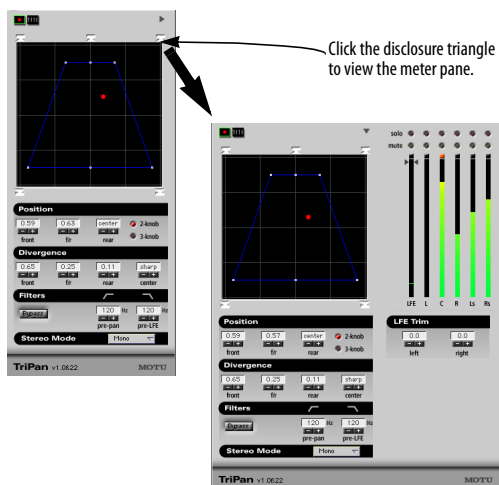 Click the disclosure triangle
to view the meter pane.
Position
0.59 0.63 center 2-knob
front f/r rear 3-knob
Divergence
0.65 0.25 0.11 sharp
front f/r rear center
Filters
Bypass 120 Hz 120 Hz
pre-pan pre-LFE
Stereo Mode Mono
TriPan v1.0.622 MOTU
solo
mute
LFE L C R Ls Rs
Position
0.59 0.57 center 2-knob
front f/r rear 3-knob
Divergence
0.65 0.25 0.11 sharp
front f/r rear center
Filters
Bypass 120 Hz 120 Hz
pre-pan pre-LFE
Stereo Mode Mono
LFE Trim
0.0 0.0
left right
TriPan v1.0622 MOTU